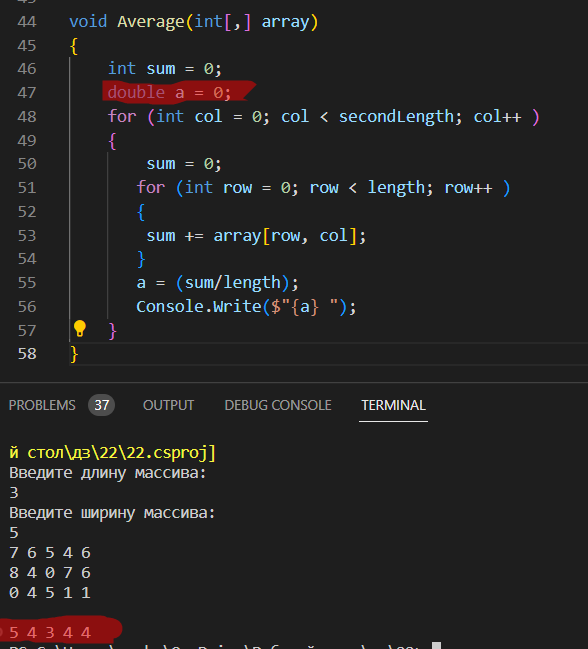 44 void Average(int[,] array)
45 {
46 int sum = 0;
47 double a = 0;
48 for (int col = 0; col < secondLength; col++ )
49 {
50 sum = 0;
51 for (int row = 0; row < length; row++ )
52 {
53 sum += array[row, col];
54 }
55 a = (sum/length);
56 Console.Write($"{a} ");
57 }
58 }
PROBLEMS 37 OUTPUT DEBUG CONSOLE TERMINAL
й стол\дз\22\22.csproj]
Введите длину массива:
3
Введите ширину массива:
5
7 6 5 4 6
8 4 0 7 6
0 4 5 1 1
5 4 3 4 4